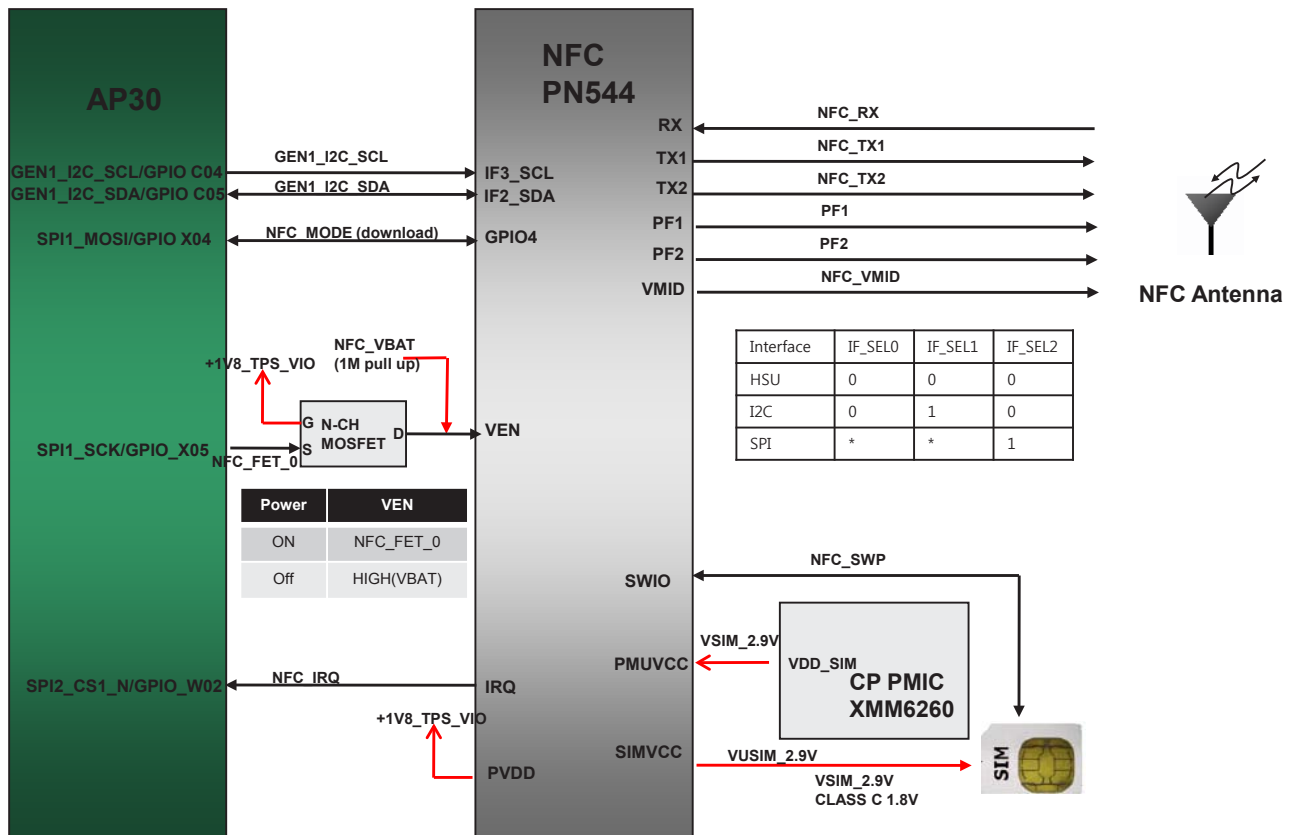 AP30
GEN1_I2C_SCL/GPIO C04
GEN1_I2C_SDA/GPIO C05
SPI1_MOSI/GPIO X04
SPI1_SCK/GPIO_X05
SPI2_CS1_N/GPIO_W02
GEN1_I2C_SCL
GEN1_I2C_SDA
NFC_MODE (download)
NFC_VBAT
(1M pull up)
+1V8_TPS_VIO
G N-CH D
S MOSFET
NFC_FET_0
Power VEN
ON NFC_FET_0
Off HIGH(VBAT)
NFC_IRQ
+1V8_TPS_VIO
NFC
PN544
IF3_SCL
IF2_SDA
GPIO4
VEN
IRQ
PVDD
RX
TX1
TX2
PF1
PF2
VMID
SWIO
PMUVCC
SIMVCC
NFC_RX
NFC_TX1
NFC_TX2
PF1
PF2
NFC_VMID
NFC Antenna
Interface IF_SEL0 IF_SEL1 IF_SEL2
HSU 0 0 0
I2C 0 1 0
SPI * * 1
NFC_SWP
VSIM_2.9V
VDD_SIM
CP PMIC
XMM6260
VUSIM_2.9V
VSIM_2.9V
CLASS C 1.8V
SIM